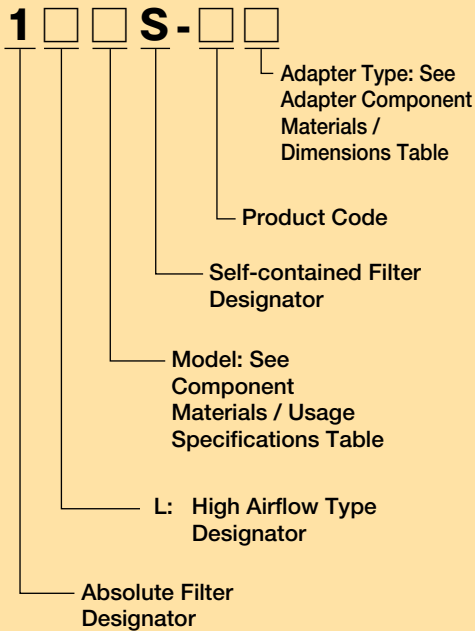 1□□S-□□
Adapter Type: See
Adapter Component
Materials /
Dimensions Table
Product Code
Self-contained Filter
Designator
Model: See
Component
Materials / Usage
Specifications Table
L: High Airflow Type
Designator
Absolute Filter
Designator